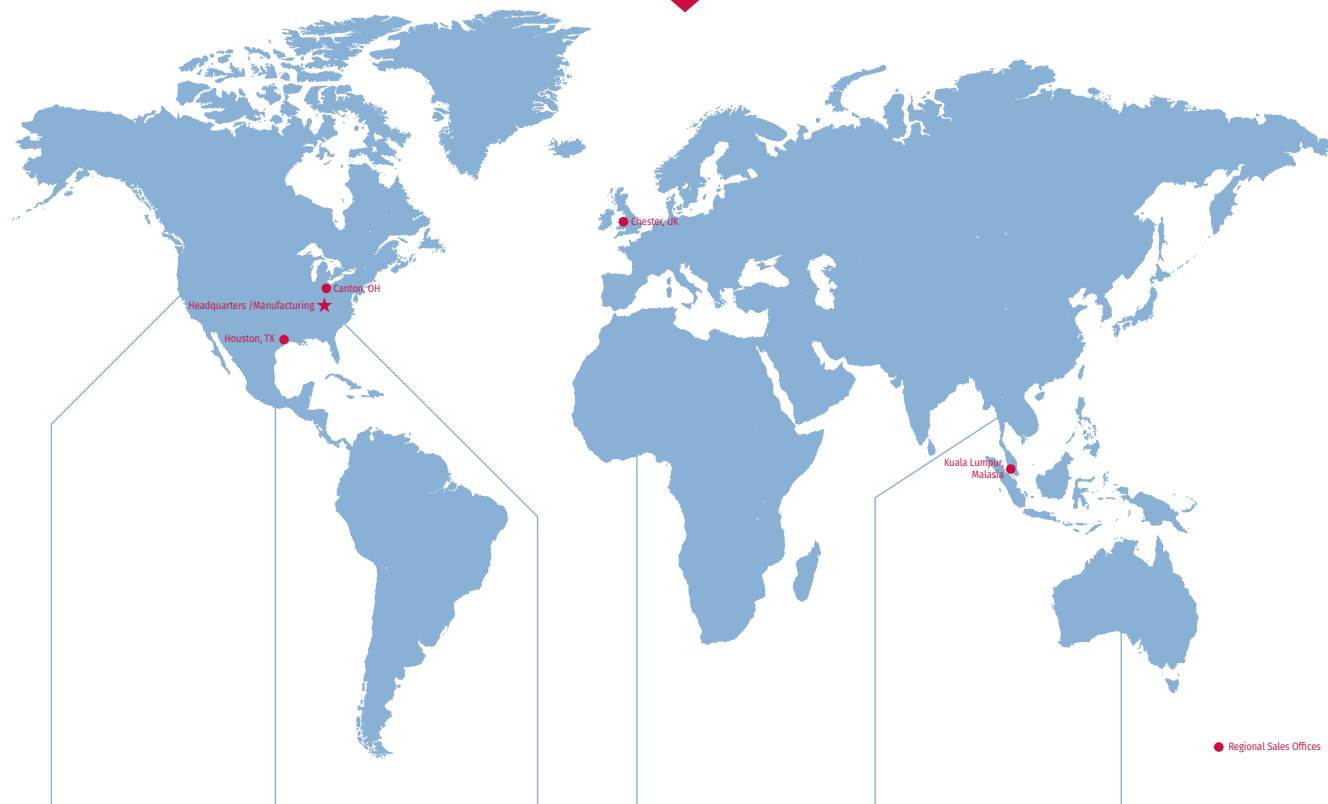 Chester, UK
Canton, OH
Headquarters /Manufacturing
Houston, TX
Kuala Lumpur,
Malasia
Regional Sales Offices